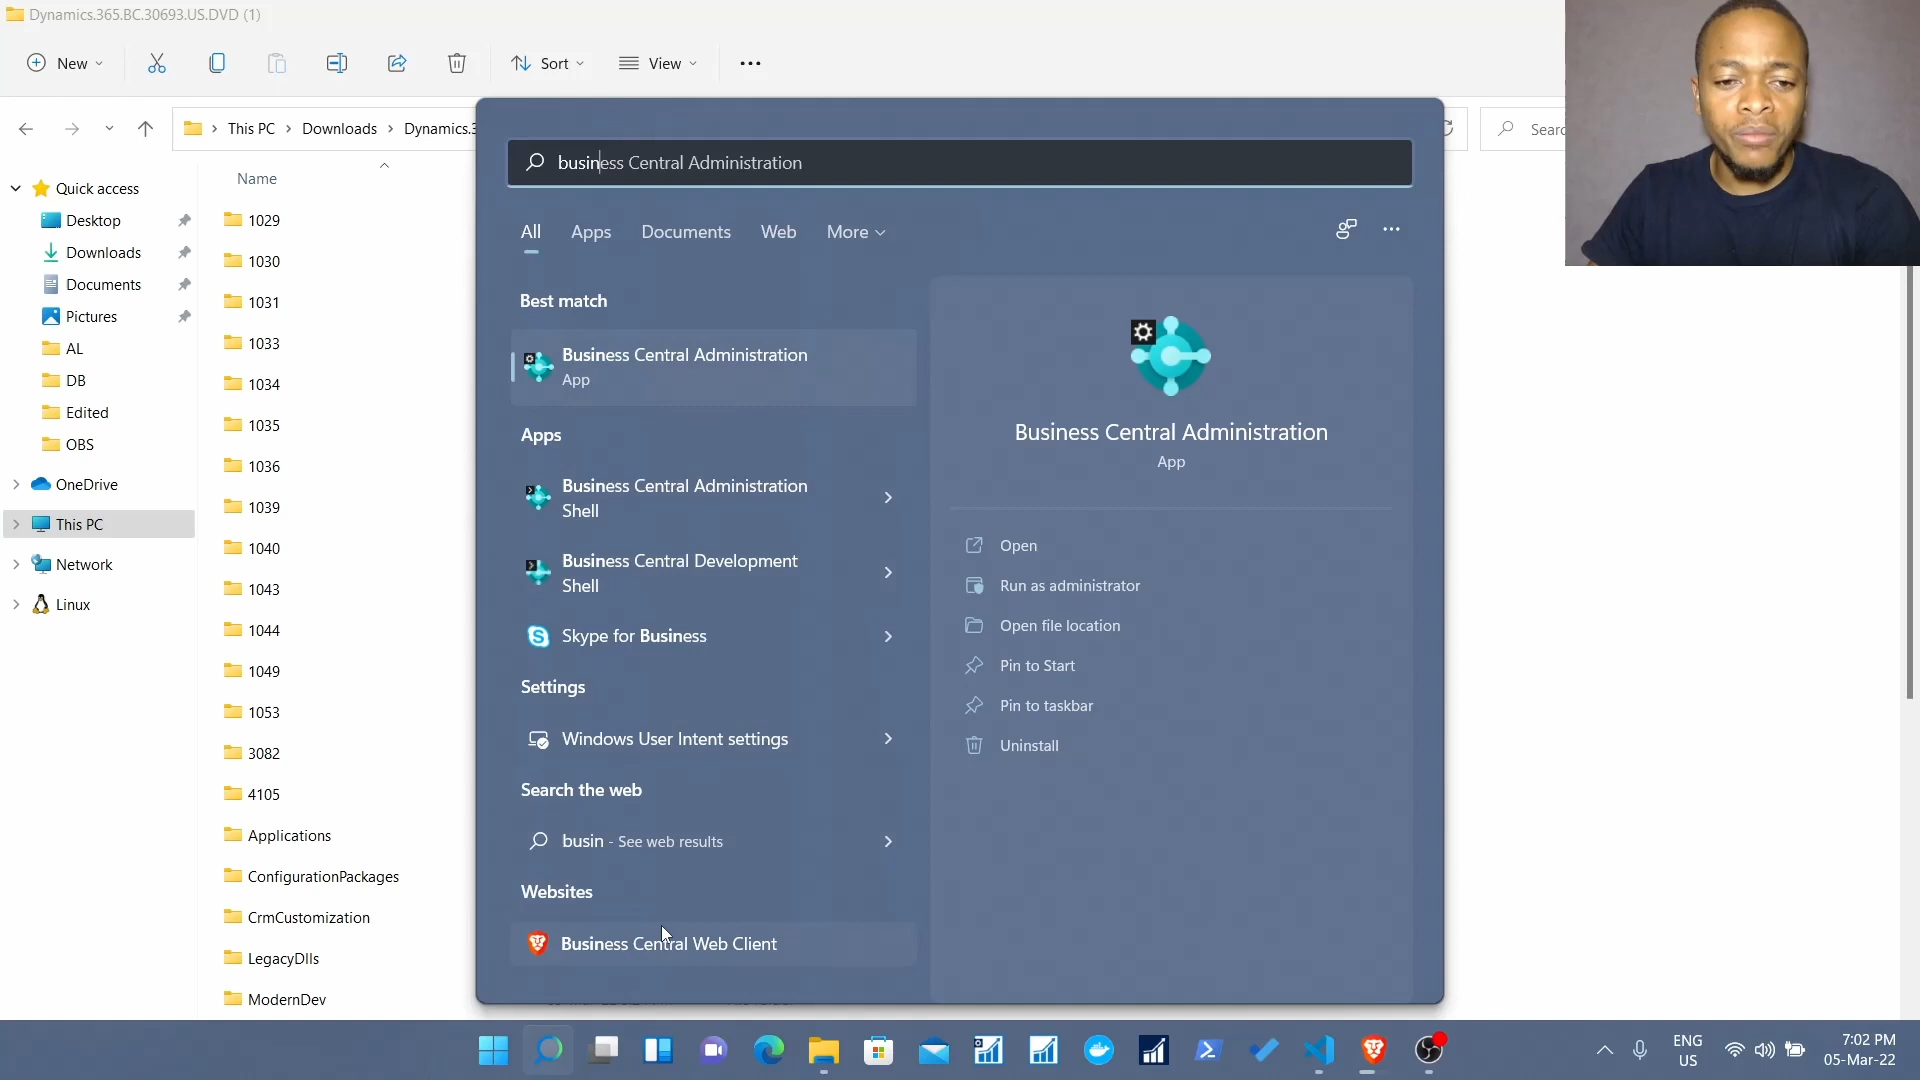 Dynamics.365.BC.30693.US.DVD (1)
New
Sort
View
This PC
Downloads
Dynamics.3
Sear
busin​ess Central Administration
All
Apps
Documents
Web
More
Quick access
Desktop
Downloads
Documents
Pictures
AL
DB
Edited
OBS
OneDrive
This PC
Network
Linux
Name
1029
1030
1031
1033
1034
1035
1036
1039
1040
1043
1044
1049
1053
3082
4105
Applications
ConfigurationPackages
CrmCustomization
LegacyDlls
ModernDev
Best match
Business Central Administration
App
Apps
Business Central Administration
Shell
Business Central Development
Shell
Skype for Business
Settings
Windows User Intent settings
Search the web
busin - See web results
Websites
Business Central Web Client
Business Central Administration
App
Open
Run as administrator
Open file location
Pin to Start
Pin to taskbar
Uninstall
ENG
US
7:02 PM
05-Mar-22